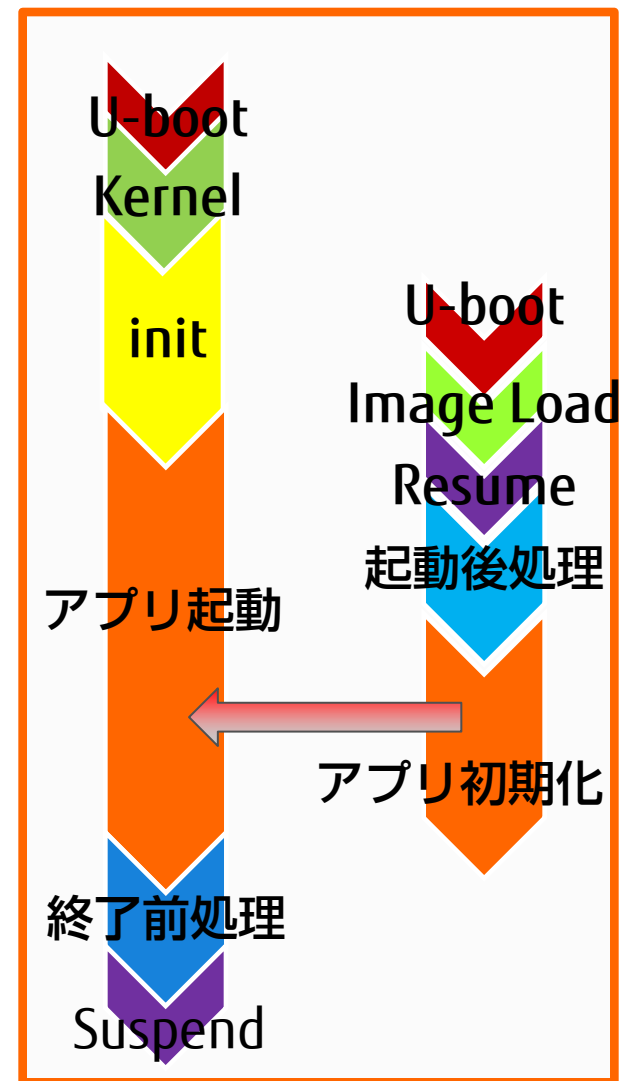 U-boot
Kernel
init
アプリ起動
終了前処理
Suspend
U-boot
Image Load
Resume
起動後処理
アプリ初期化